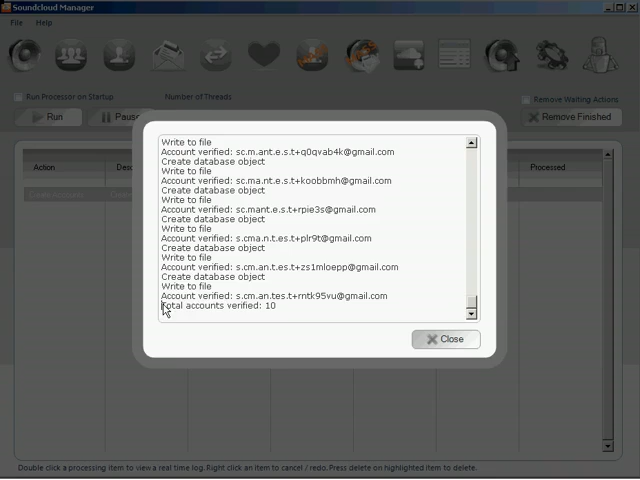 Soundcloud Manager
File Help
Run Processor on Startup Number of Threads Remove Waiting Actions
Run Pause Remove Finished
Action Processed
Write to file
Account verified: sc.m.ant.e.s.t+q0qvab4k@gmail.com
Create database object
Write to file
Account verified: sc.ma.nt.e.s.t+koobbmh@gmail.com
Create database object
Write to file
Account verified: sc.mant.e.s.t+rpie3s@gmail.com
Create database object
Write to file
Account verified: s.cma.n.t.es.t+plr9t@gmail.com
Create database object
Write to file
Account verified: s.cm.an.t.es.t+zs1mloepp@gmail.com
Create database object
Write to file
Account verified: s.cm.an.tes.t+rntk95vu@gmail.com
Total accounts verified: 10
Close
Double click a processing item to view a real time log. Right click an item to cancel / redo. Press delete on highlighted item to delete.